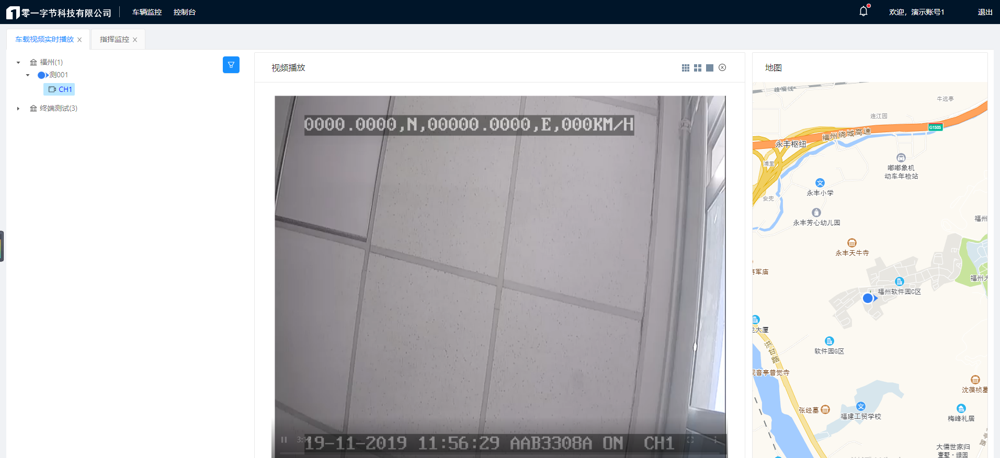 零一字节科技有限公司
车辆监控
控制台
欢迎，演示账号1
退出
车载视频实时播放
指挥监控
福州(1)
测001
CH1
终端测试(3)
视频播放
0000.0000,N,00000.0000,E,000KM/H
3:12
19-11-2019 11:56:29 AAB3308A ON CH1
地图
峰福线
牛远亭
连江园
G150S
福州绕城高速
永丰枢纽
浦里
嘟嘟象机
动车年检站
文
永丰小学
安兜
永丰芳心幼儿园
福州
永丰天牛寺
将军庙
福州大
福州软件园C区
大厦
洪甘路
软件园G区
观音亭普觉寺
沈葆桢墓
张经墓
文
福建工贸学校
梅峰礼居
大儒世家归
壹墅·绿园